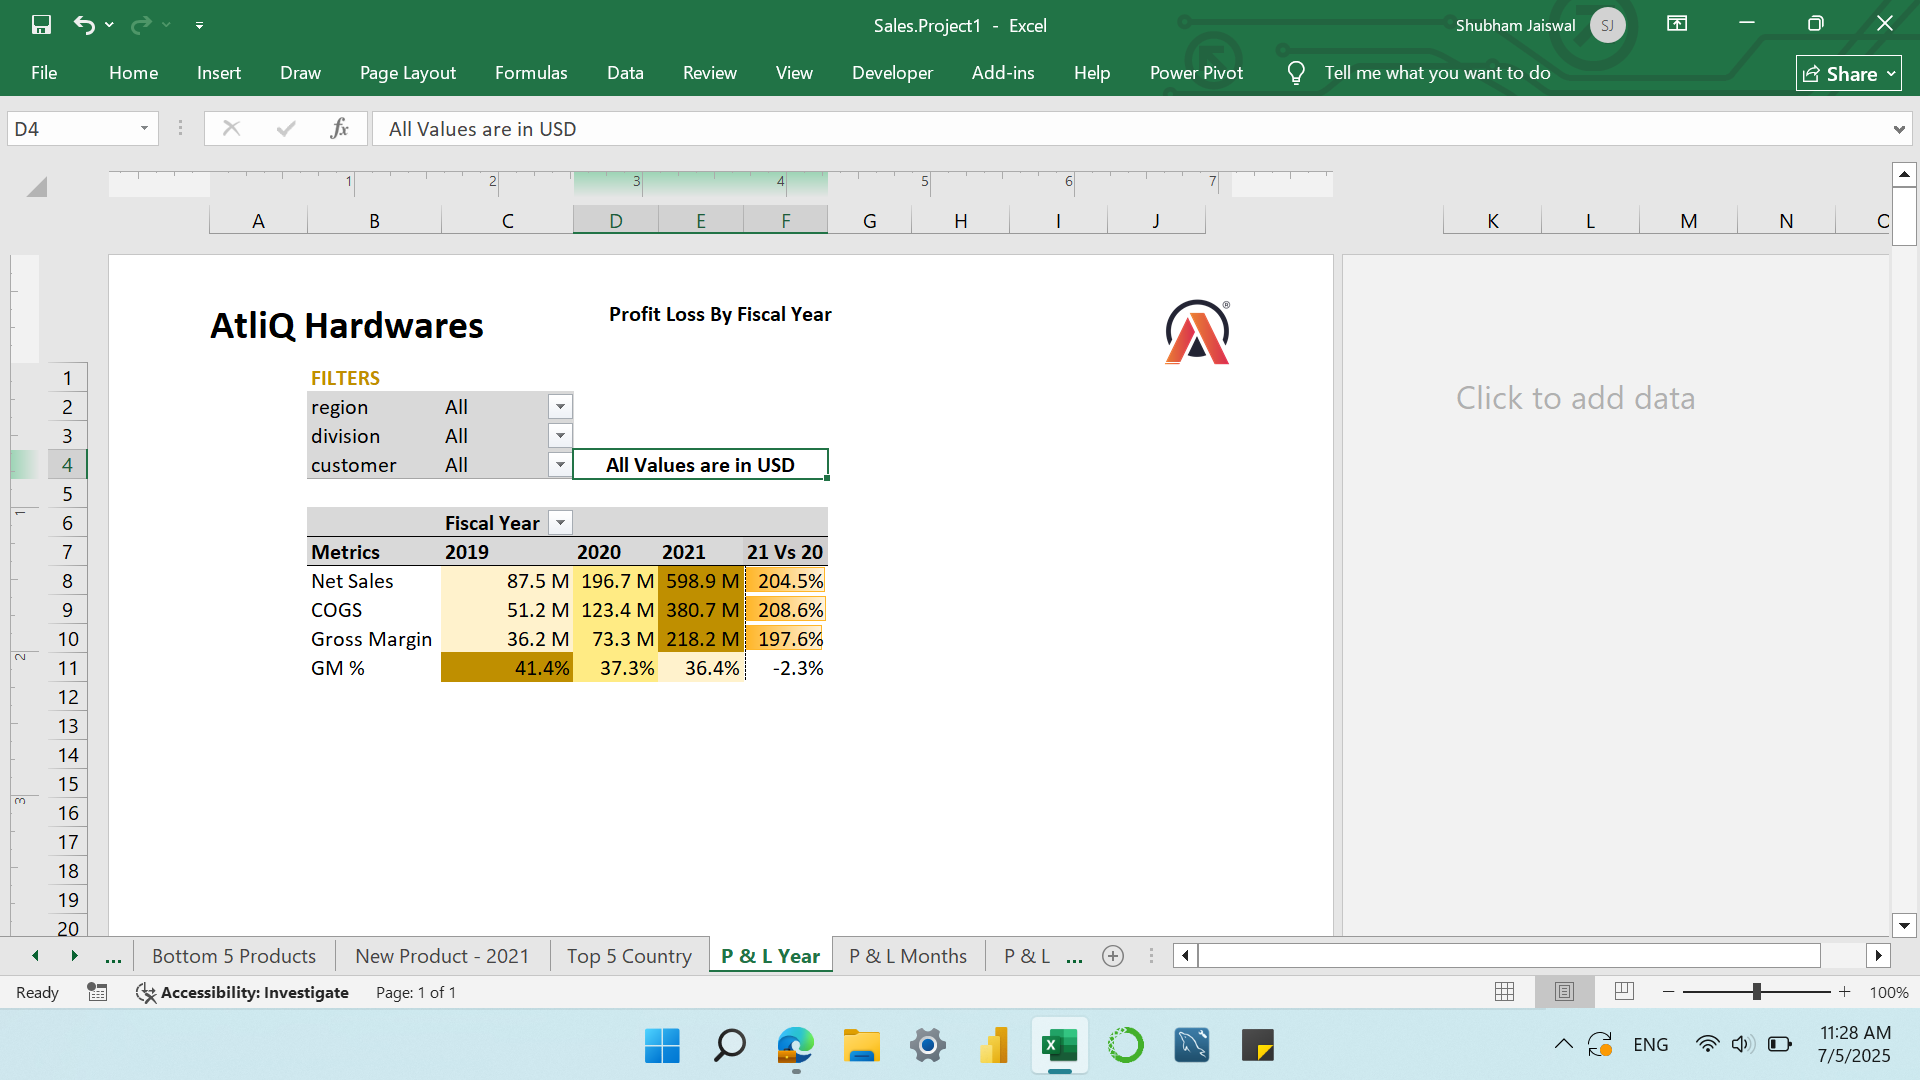 Sales.Project1 - Excel
Shubham Jaiswal SJ
File Home Insert Draw Page Layout Formulas Data Review View Developer Add-ins Help Power Pivot Tell me what you want to do Share
D4 fx All Values are in USD
1 2 3 4 5 6 7
A B C D E F G H I J K L M N
AtliQ Hardwares
Profit Loss By Fiscal Year
®
Click to add data
1 FILTERS
2 region All
3 division All
4 customer All All Values are in USD
5
6 Fiscal Year
7 Metrics 2019 2020 2021 21 Vs 20
8 Net Sales 87.5 M 196.7 M 598.9 M 204.5%
9 COGS 51.2 M 123.4 M 380.7 M 208.6%
10 Gross Margin 36.2 M 73.3 M 218.2 M 197.6%
11 GM % 41.4% 37.3% 36.4% -2.3%
12
13
14
15
16
17
18
19
20
1
2
3
... Bottom 5 Products New Product - 2021 Top 5 Country P & L Year P & L Months P & L ...
Ready Accessibility: Investigate Page: 1 of 1 100%
ENG
11:28 AM
7/5/2025